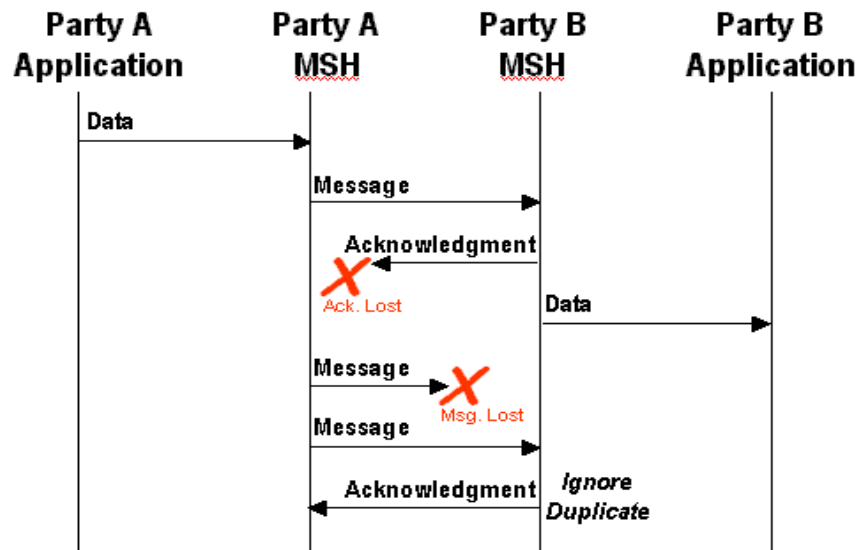 Party A
Application
Party A
MSH
Party B
MSH
Party B
Application
Data
Message
Acknowledgment
Ack. Lost
Data
Message
Msg. Lost
Message
Acknowledgment
Ignore
Duplicate